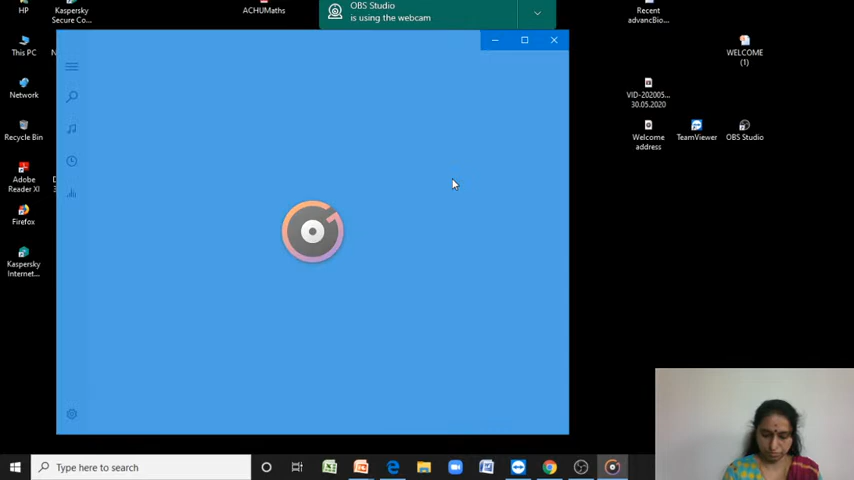 HP
Kaspersky
Secure Co...
ACHUMaths
OBS Studio
is using the webcam
Recent
advancBio...
This PC
N
WELCOME
(1)
Network
VID-202005...
30.05.2020
Recycle Bin
Welcome
address
TeamViewer
OBS Studio
Adobe
Reader XI
D
3
Firefox
Kaspersky
Internet...
Type here to search